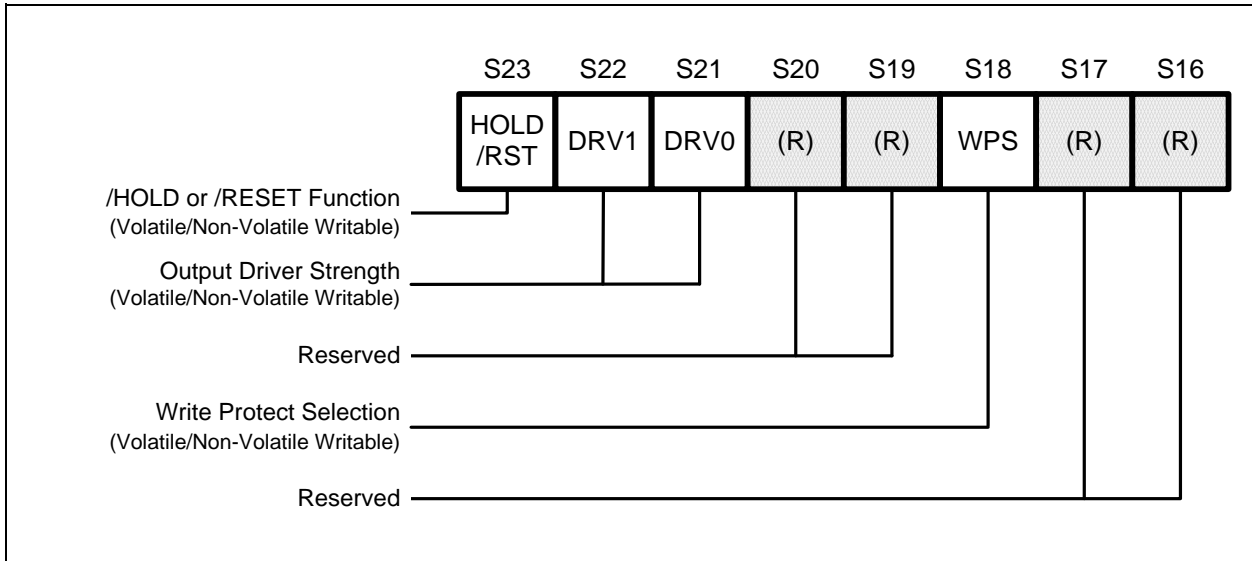 S23 S22 S21 S20 S19 S18 S17 S16
HOLD
/RST
DRV1 DRV0 (R) (R) WPS (R) (R)
/HOLD or /RESET Function
(Volatile/Non-Volatile Writable)
Output Driver Strength
(Volatile/Non-Volatile Writable)
Reserved
Write Protect Selection
(Volatile/Non-Volatile Writable)
Reserved